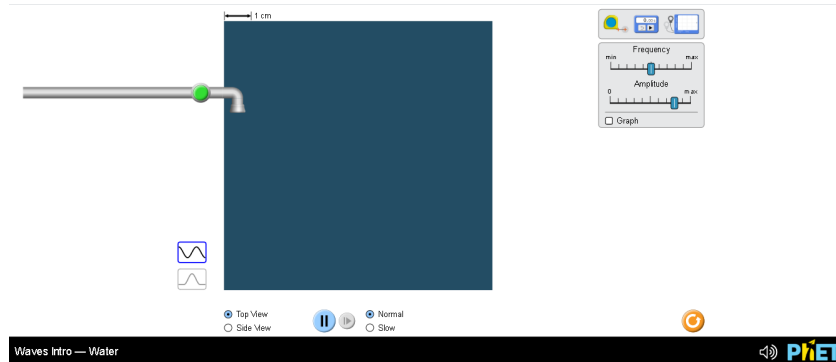 1 cm
Frequency
min max
Amplitude
0 max
Graph
Top View
Side View
Normal
Slow
Waves Intro — Water
PhET